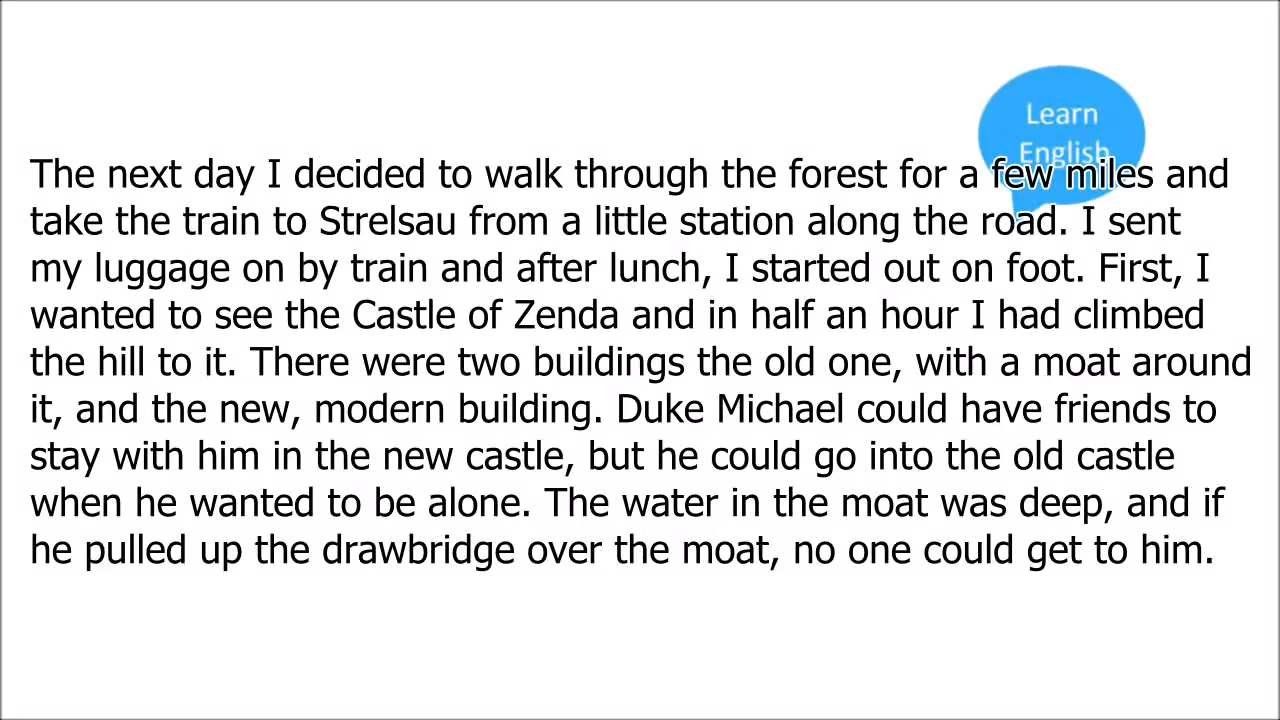 Learn
English
The next day I decided to walk through the forest for a few miles and
take the train to Strelsau from a little station along the road. I sent
my luggage on by train and after lunch, I started out on foot. First, I
wanted to see the Castle of Zenda and in half an hour I had climbed
the hill to it. There were two buildings the old one, with a moat around
it, and the new, modern building. Duke Michael could have friends to
stay with him in the new castle, but he could go into the old castle
when he wanted to be alone. The water in the moat was deep, and if
he pulled up the drawbridge over the moat, no one could get to him.